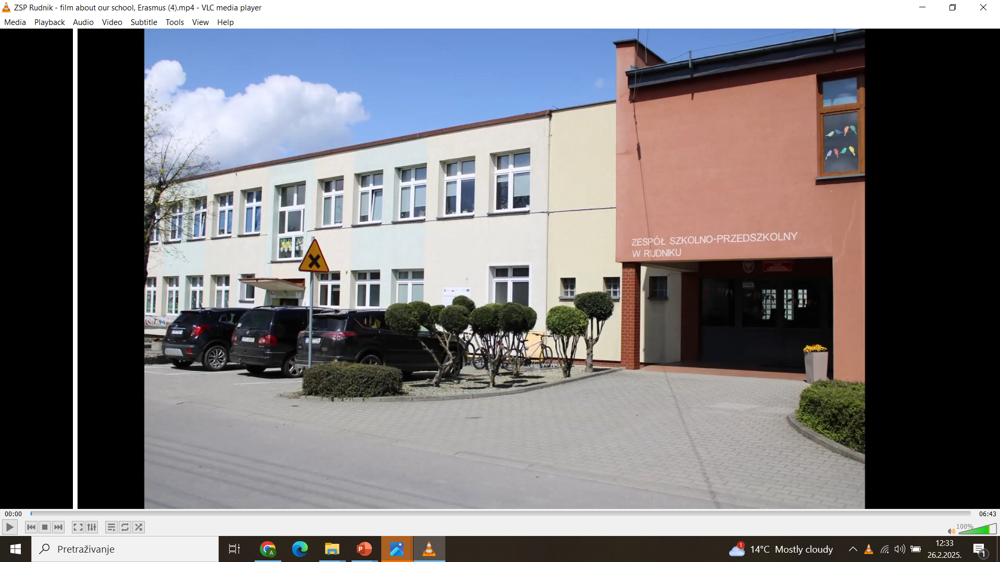 ZSP Rudnik - film about our school, Erasmus (4).mp4 - VLC media player
Media Playback Audio Video Subtitle Tools View Help
ZESPÓŁ SZKOLNO-PRZEDSZKOLNY
W RUDNIKU
00:00
06:43
100%
Pretraživanje
1
14°C Mostly cloudy
12:33
26.2.2025.
1